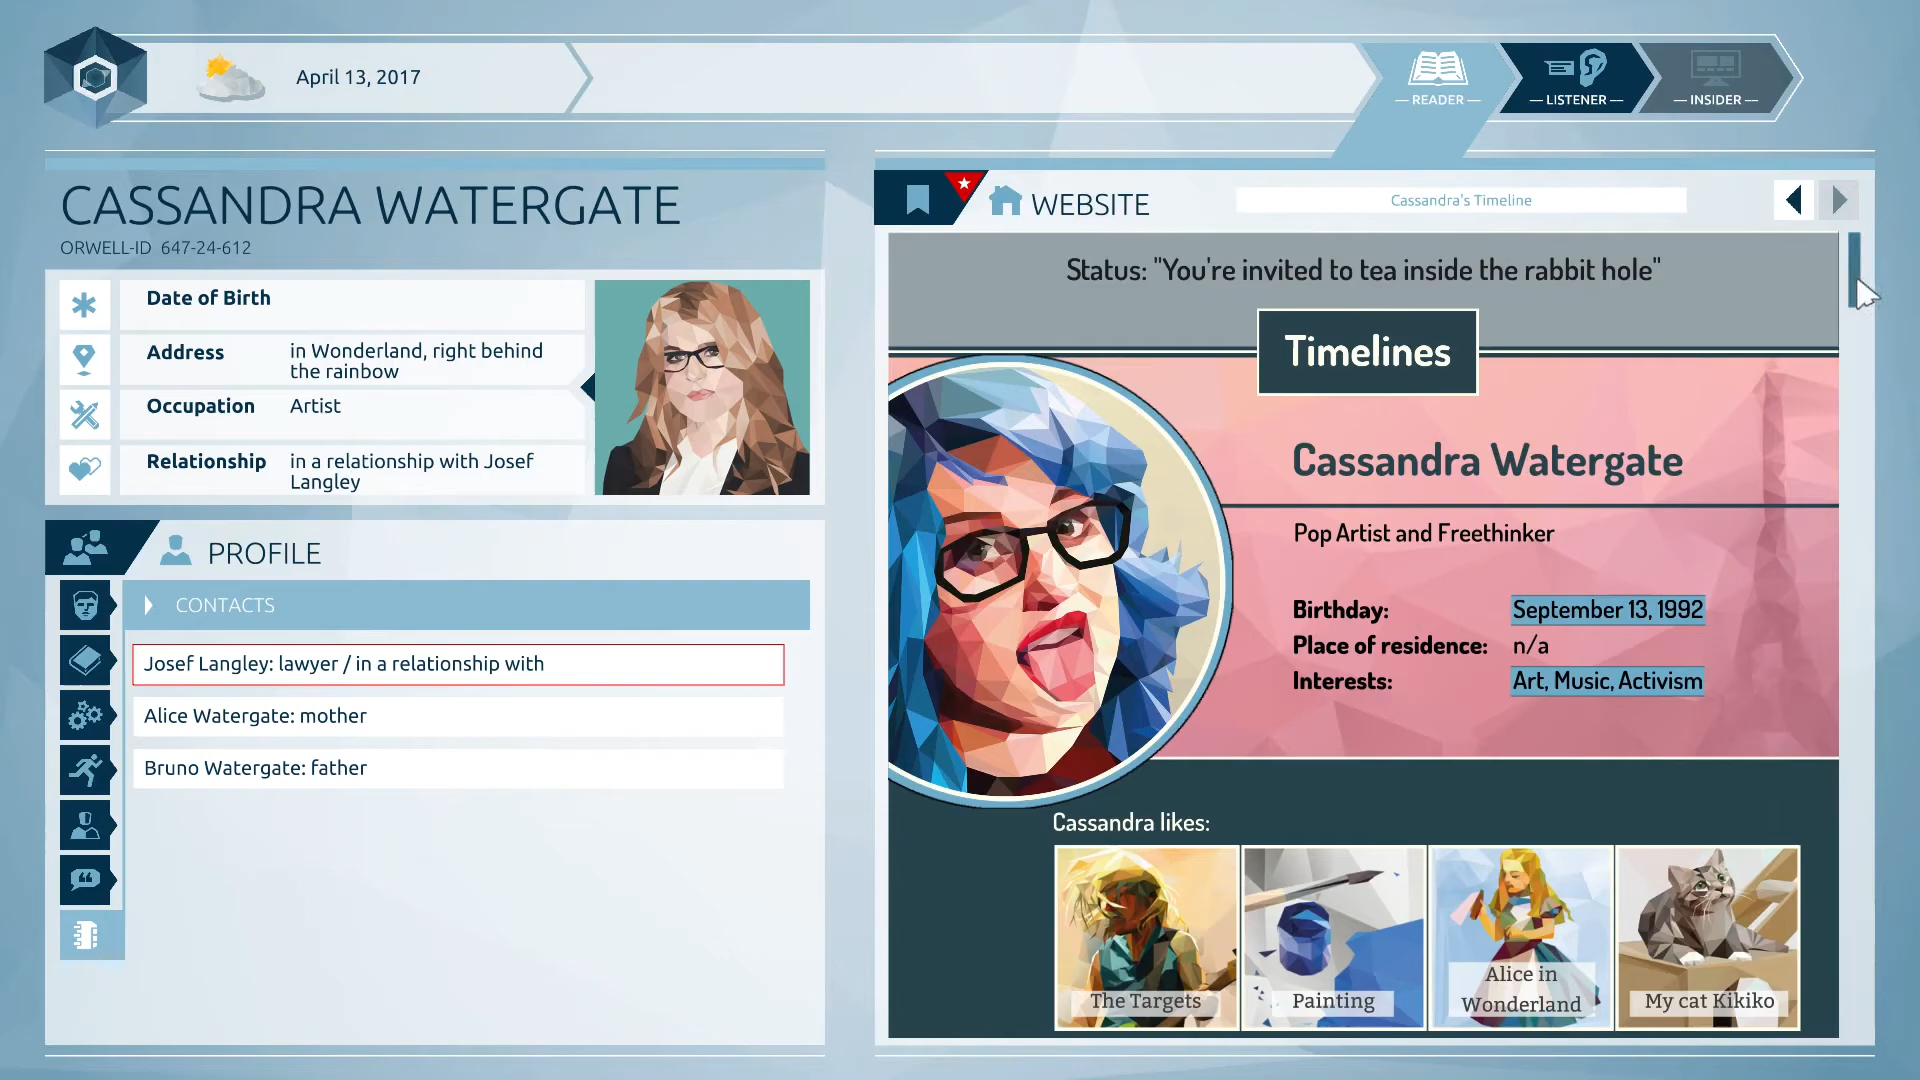 April 13, 2017
READER
LISTENER
INSIDER
CASSANDRA WATERGATE
ORWELL-ID 647-24-612
Date of Birth
Address in Wonderland, right behind
the rainbow
Occupation Artist
Relationship in a relationship with Josef
Langley
PROFILE
CONTACTS
Josef Langley: lawyer / in a relationship with
Alice Watergate: mother
Bruno Watergate: father
WEBSITE
Cassandra's Timeline
Status: "You're invited to tea inside the rabbit hole"
Timelines
Cassandra Watergate
Pop Artist and Freethinker
Birthday: September 13, 1992
Place of residence: n/a
Interests: Art, Music, Activism
Cassandra likes:
The Targets
Painting
Alice in
Wonderland
My cat Kikiko